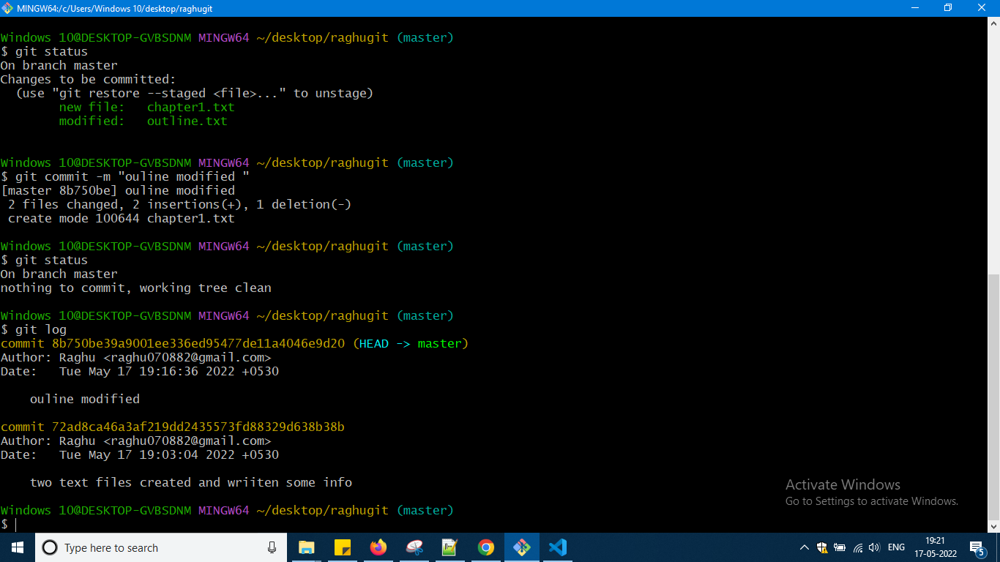 MINGW64:/c/Users/Windows 10/desktop/raghugit
Windows 10@DESKTOP-GVBSDNM MINGW64 ~/desktop/raghugit (master)
$ git status
On branch master
Changes to be committed:
  (use "git restore --staged <file>..." to unstage)
        new file:   chapter1.txt
        modified:   outline.txt
Windows 10@DESKTOP-GVBSDNM MINGW64 ~/desktop/raghugit (master)
$ git commit -m "ouline modified "
[master 8b750be] ouline modified
 2 files changed, 2 insertions(+), 1 deletion(-)
 create mode 100644 chapter1.txt
Windows 10@DESKTOP-GVBSDNM MINGW64 ~/desktop/raghugit (master)
$ git status
On branch master
nothing to commit, working tree clean
Windows 10@DESKTOP-GVBSDNM MINGW64 ~/desktop/raghugit (master)
$ git log
commit 8b750be39a9001ee336ed95477de11a4046e9d20 (HEAD -> master)
Author: Raghu <raghu070882@gmail.com>
Date:   Tue May 17 19:16:36 2022 +0530
    ouline modified
commit 72ad8ca46a3af219dd2435573fd88329d638b38b
Author: Raghu <raghu070882@gmail.com>
Date:   Tue May 17 19:03:04 2022 +0530
    two text files created and wriiten some info
Windows 10@DESKTOP-GVBSDNM MINGW64 ~/desktop/raghugit (master)
$
Activate Windows
Go to Settings to activate Windows.
Type here to search
ENG
19:21
17-05-2022
5